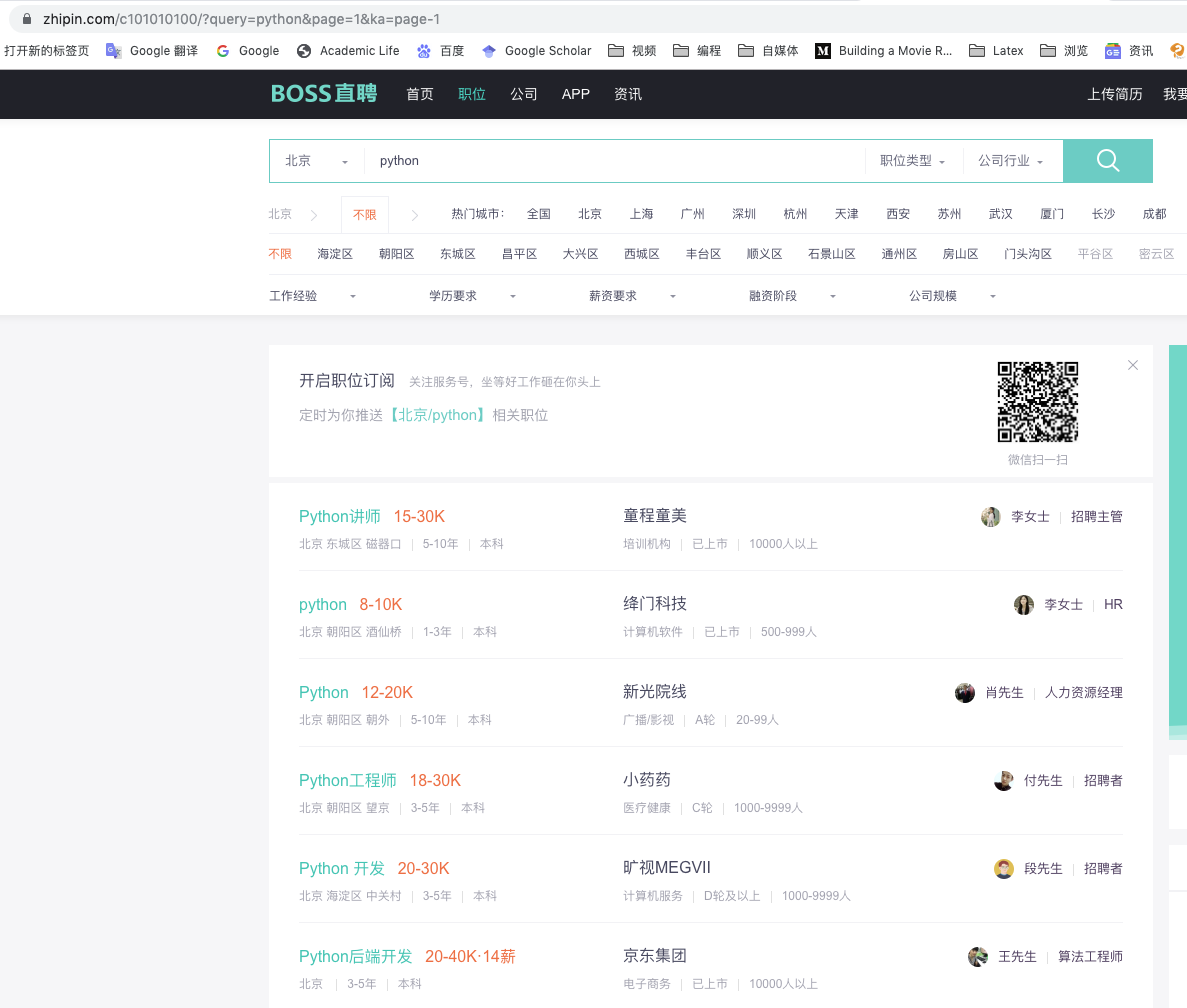 zhipin.com/c101010100/?query=python&page=1&ka=page-1
打开新的标签页 Google 翻译 Google Academic Life 百度 Google Scholar 视频 编程 自媒体 M Building a Movie R... Latex 浏览 资讯
BOSS直聘 首页 职位 公司 APP 资讯 上传简历 我要
北京 python 职位类型 公司行业
北京 不限 热门城市: 全国 北京 上海 广州 深圳 杭州 天津 西安 苏州 武汉 厦门 长沙 成都
不限 海淀区 朝阳区 东城区 昌平区 大兴区 西城区 丰台区 顺义区 石景山区 通州区 房山区 门头沟区 平谷区 密云区
工作经验 学历要求 薪资要求 融资阶段 公司规模
开启职位订阅 关注服务号，坐等好工作砸在你头上
定时为你推送【北京/python】相关职位
微信扫一扫
Python讲师 15-30K 童程童美 李女士 招聘主管
北京 东城区 磁器口 5-10年 本科 培训机构 已上市 10000人以上
python 8-10K 绛门科技 李女士 HR
北京 朝阳区 酒仙桥 1-3年 本科 计算机软件 已上市 500-999人
Python 12-20K 新光院线 肖先生 人力资源经理
北京 朝阳区 朝外 5-10年 本科 广播/影视 A轮 20-99人
Python工程师 18-30K 小药药 付先生 招聘者
北京 朝阳区 望京 3-5年 本科 医疗健康 C轮 1000-9999人
Python 开发 20-30K 旷视MEGVII 段先生 招聘者
北京 海淀区 中关村 3-5年 本科 计算机服务 D轮及以上 1000-9999人
Python后端开发 20-40K·14薪 京东集团 王先生 算法工程师
北京 3-5年 本科 电子商务 已上市 10000人以上